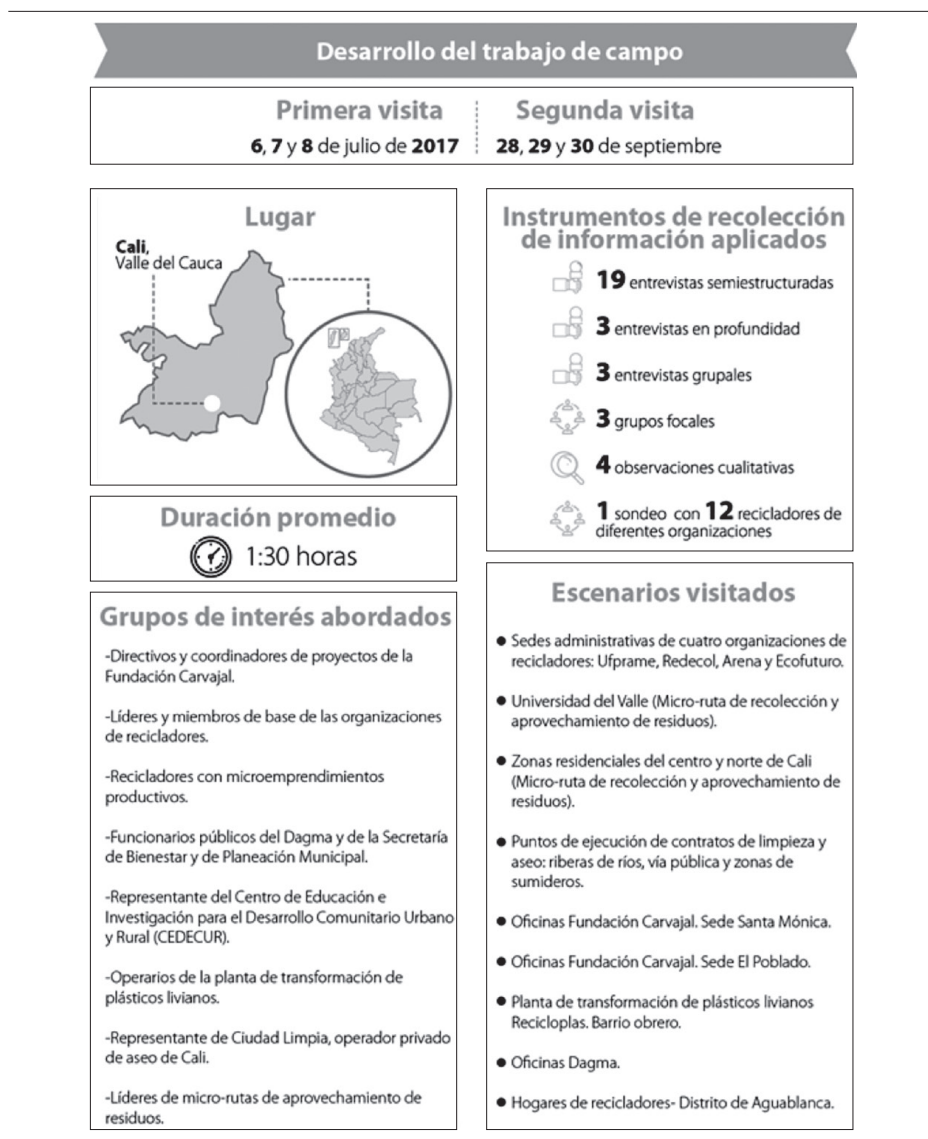 Desarrollo del trabajo de campo
Primera visita
6, 7 y 8 de julio de 2017
Segunda visita
28, 29 y 30 de septiembre
Lugar
Cali,
Valle del Cauca
Duración promedio
1:30 horas
Grupos de interés abordados
-Directivos y coordinadores de proyectos de la
Fundación Carvajal.
-Líderes y miembros de base de las organizaciones
de recicladores.
-Recicladores con microemprendimientos
productivos.
-Funcionarios públicos del Dagma y de la Secretaría
de Bienestar y de Planeación Municipal.
-Representante del Centro de Educación e
Investigación para el Desarrollo Comunitario Urbano
y Rural (CEDECUR).
-Operarios de la planta de transformación de
plásticos livianos.
-Representante de Ciudad Limpia, operador privado
de aseo de Cali.
-Líderes de micro-rutas de aprovechamiento de
residuos.
Instrumentos de recolección
de información aplicados
19 entrevistas semiestructuradas
3 entrevistas en profundidad
3 entrevistas grupales
3 grupos focales
4 observaciones cualitativas
1 sondeo con 12 recicladores de
diferentes organizaciones
Escenarios visitados
● Sedes administrativas de cuatro organizaciones de
recicladores: Ufprame, Redecol, Arena y Ecofuturo.
● Universidad del Valle (Micro-ruta de recolección y
aprovechamiento de residuos).
● Zonas residenciales del centro y norte de Cali
(Micro-ruta de recolección y aprovechamiento de
residuos).
● Puntos de ejecución de contratos de limpieza y
aseo: riberas de ríos, vía pública y zonas de
sumideros.
● Oficinas Fundación Carvajal. Sede Santa Mónica.
● Oficinas Fundación Carvajal. Sede El Poblado.
● Planta de transformación de plásticos livianos
Recicloplas. Barrio obrero.
● Oficinas Dagma.
● Hogares de recicladores- Distrito de Aguablanca.